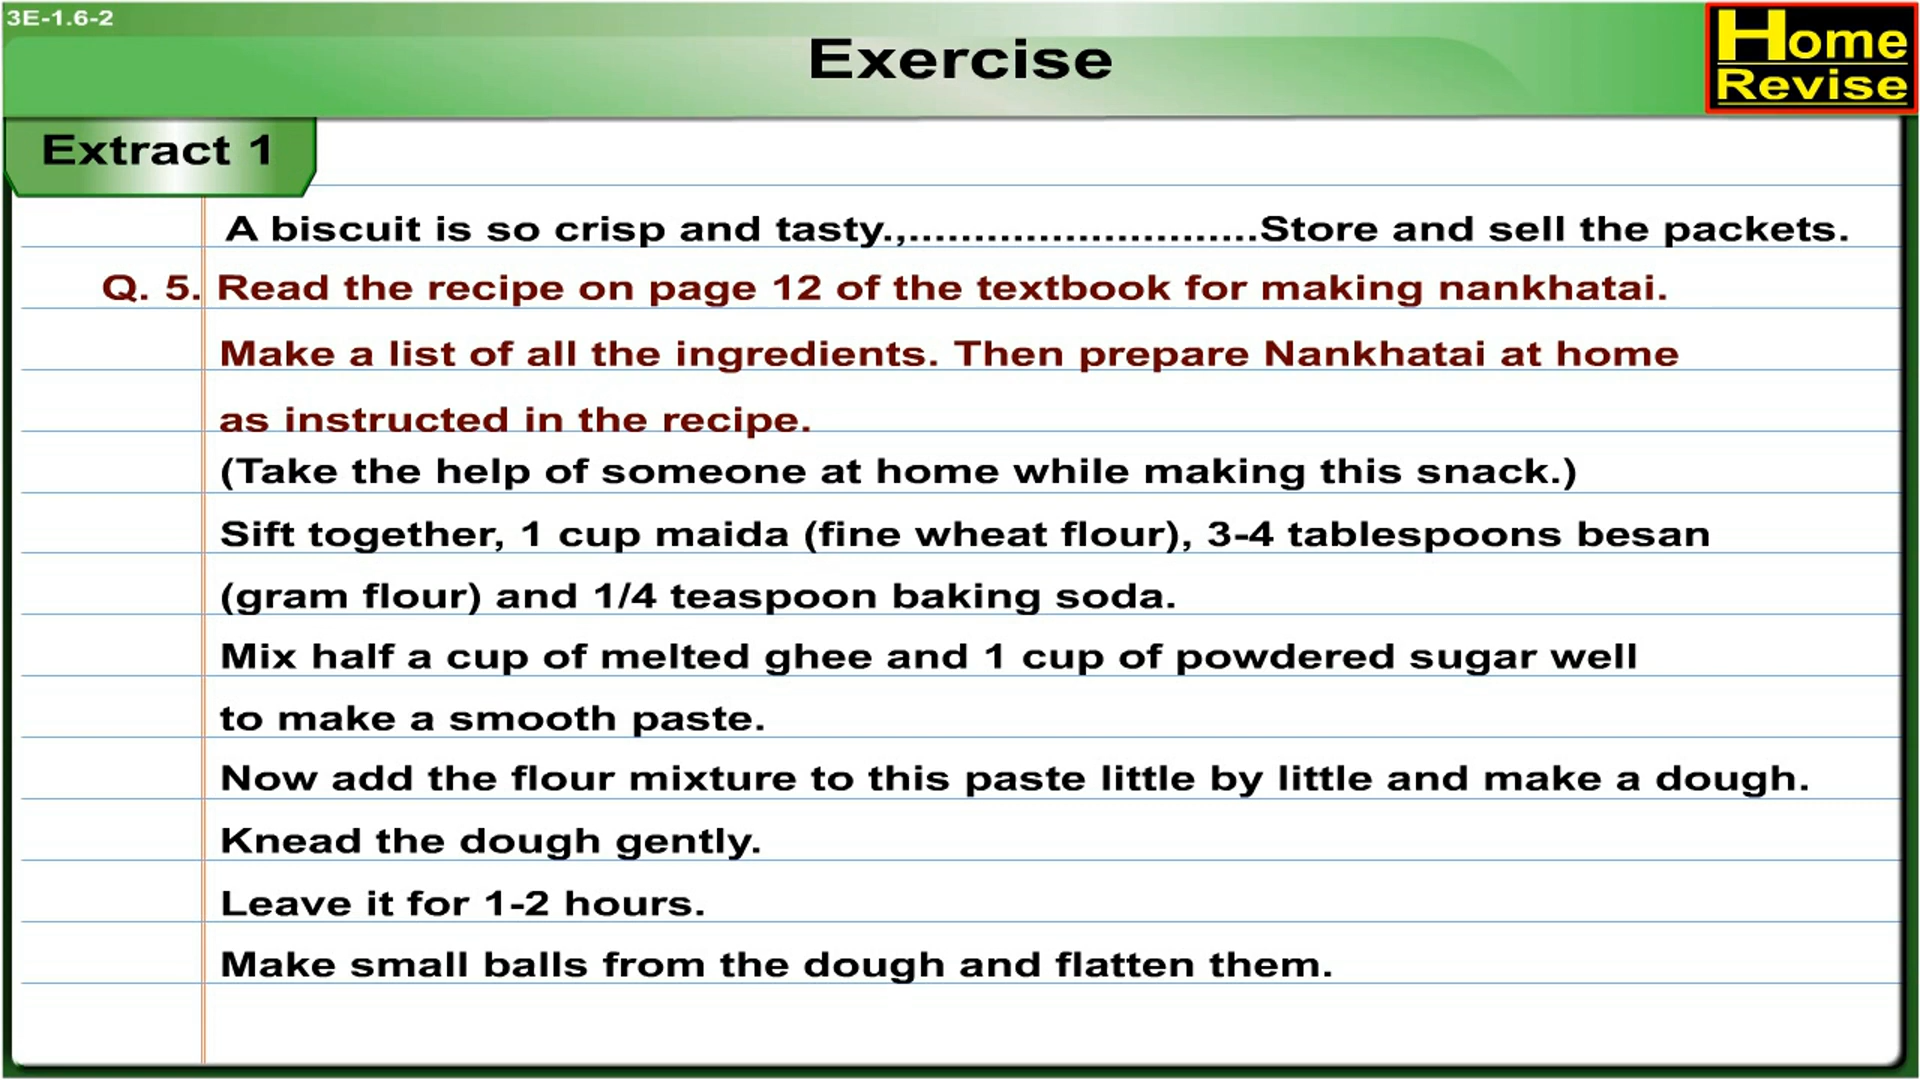 3E-1.6-2
Exercise
Home
Revise
Extract 1
A biscuit is so crisp and tasty.,...........................Store and sell the packets.
Q. 5. Read the recipe on page 12 of the textbook for making nankhatai.
Make a list of all the ingredients. Then prepare Nankhatai at home
as instructed in the recipe.
(Take the help of someone at home while making this snack.)
Sift together, 1 cup maida (fine wheat flour), 3-4 tablespoons besan
(gram flour) and 1/4 teaspoon baking soda.
Mix half a cup of melted ghee and 1 cup of powdered sugar well
to make a smooth paste.
Now add the flour mixture to this paste little by little and make a dough.
Knead the dough gently.
Leave it for 1-2 hours.
Make small balls from the dough and flatten them.